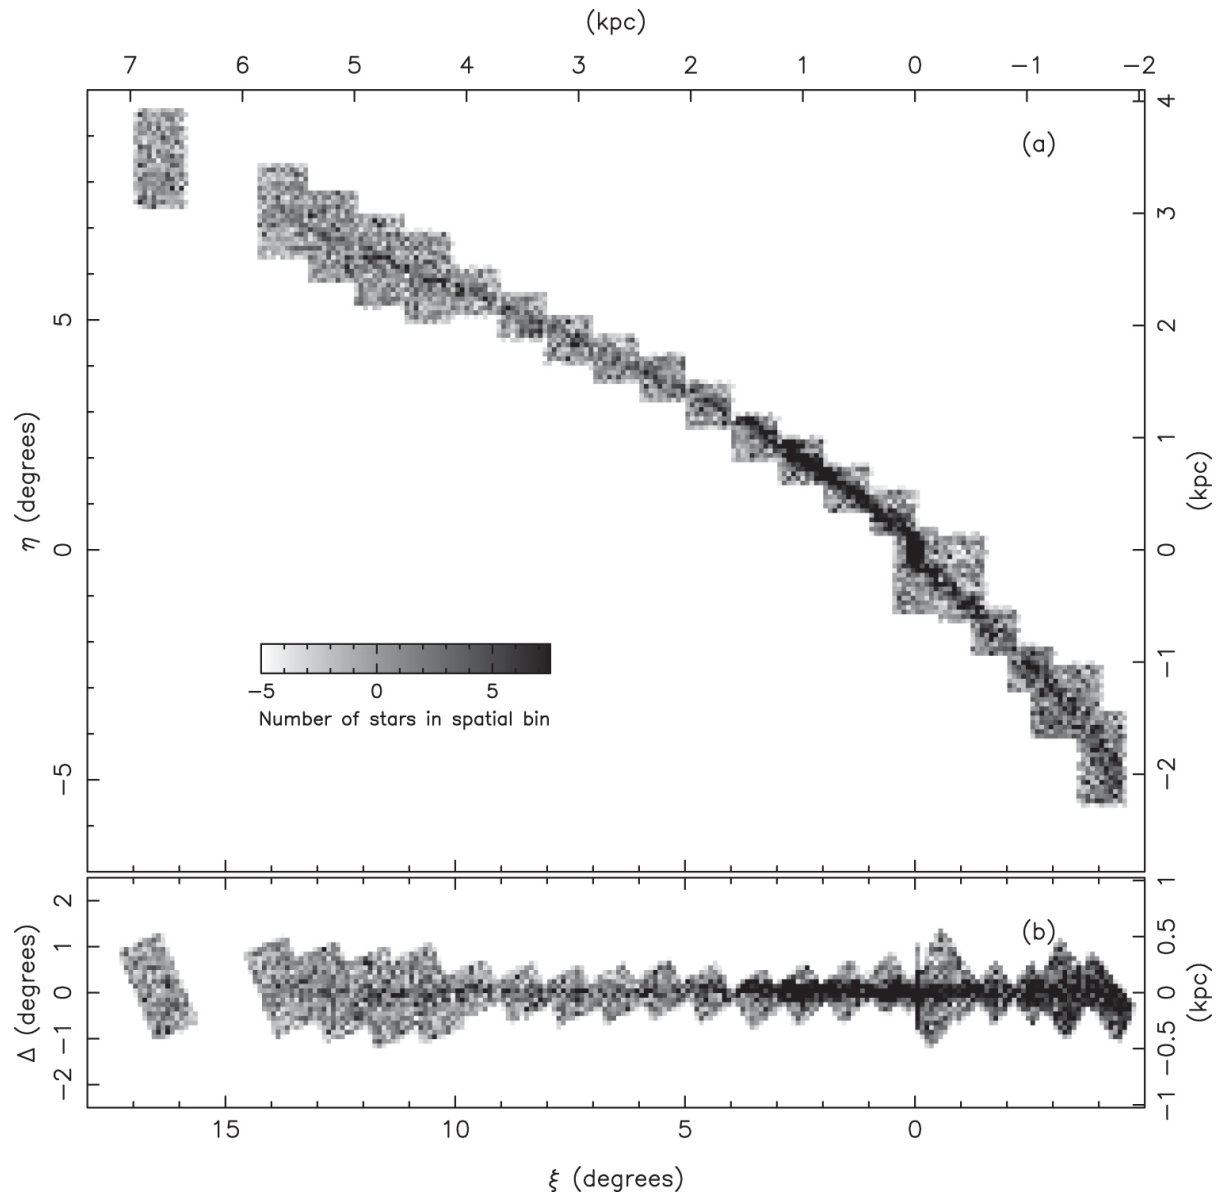 (kpc)
7 6 5 4 3 2 1 0 −1 −2
(a)
η (degrees)
5 0 −5
4 3 2 1 0 −1 −2
(kpc)
−5 0 5
Number of stars in spatial bin
(b)
Δ (degrees)
2 1 0 −1 −2
1 0.5 0 −0.5 −1
(kpc)
15 10 5 0
ξ (degrees)